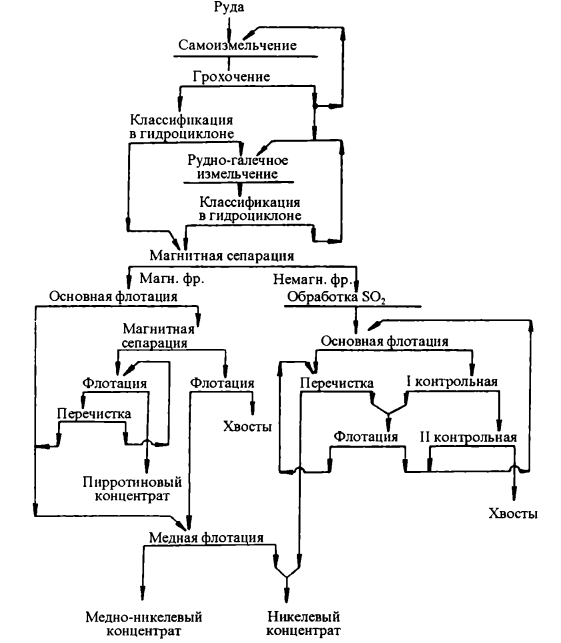 Руда
Самоизмельчение
Грохочение
Классификация
в гидроциклоне
Рудно-галечное
измельчение
Классификация
в гидроциклоне
Магнитная сепарация
Магн. фр.
Немагн. фр.
Основная флотация
Обработка SO₂
Магнитная
сепарация
Основная флотация
Флотация
Флотация
Перечистка
I контрольная
Перечистка
Хвосты
Флотация
II контрольная
Пирротиновый
концентрат
Хвосты
Медная флотация
Медно-никелевый
концентрат
Никелевый
концентрат